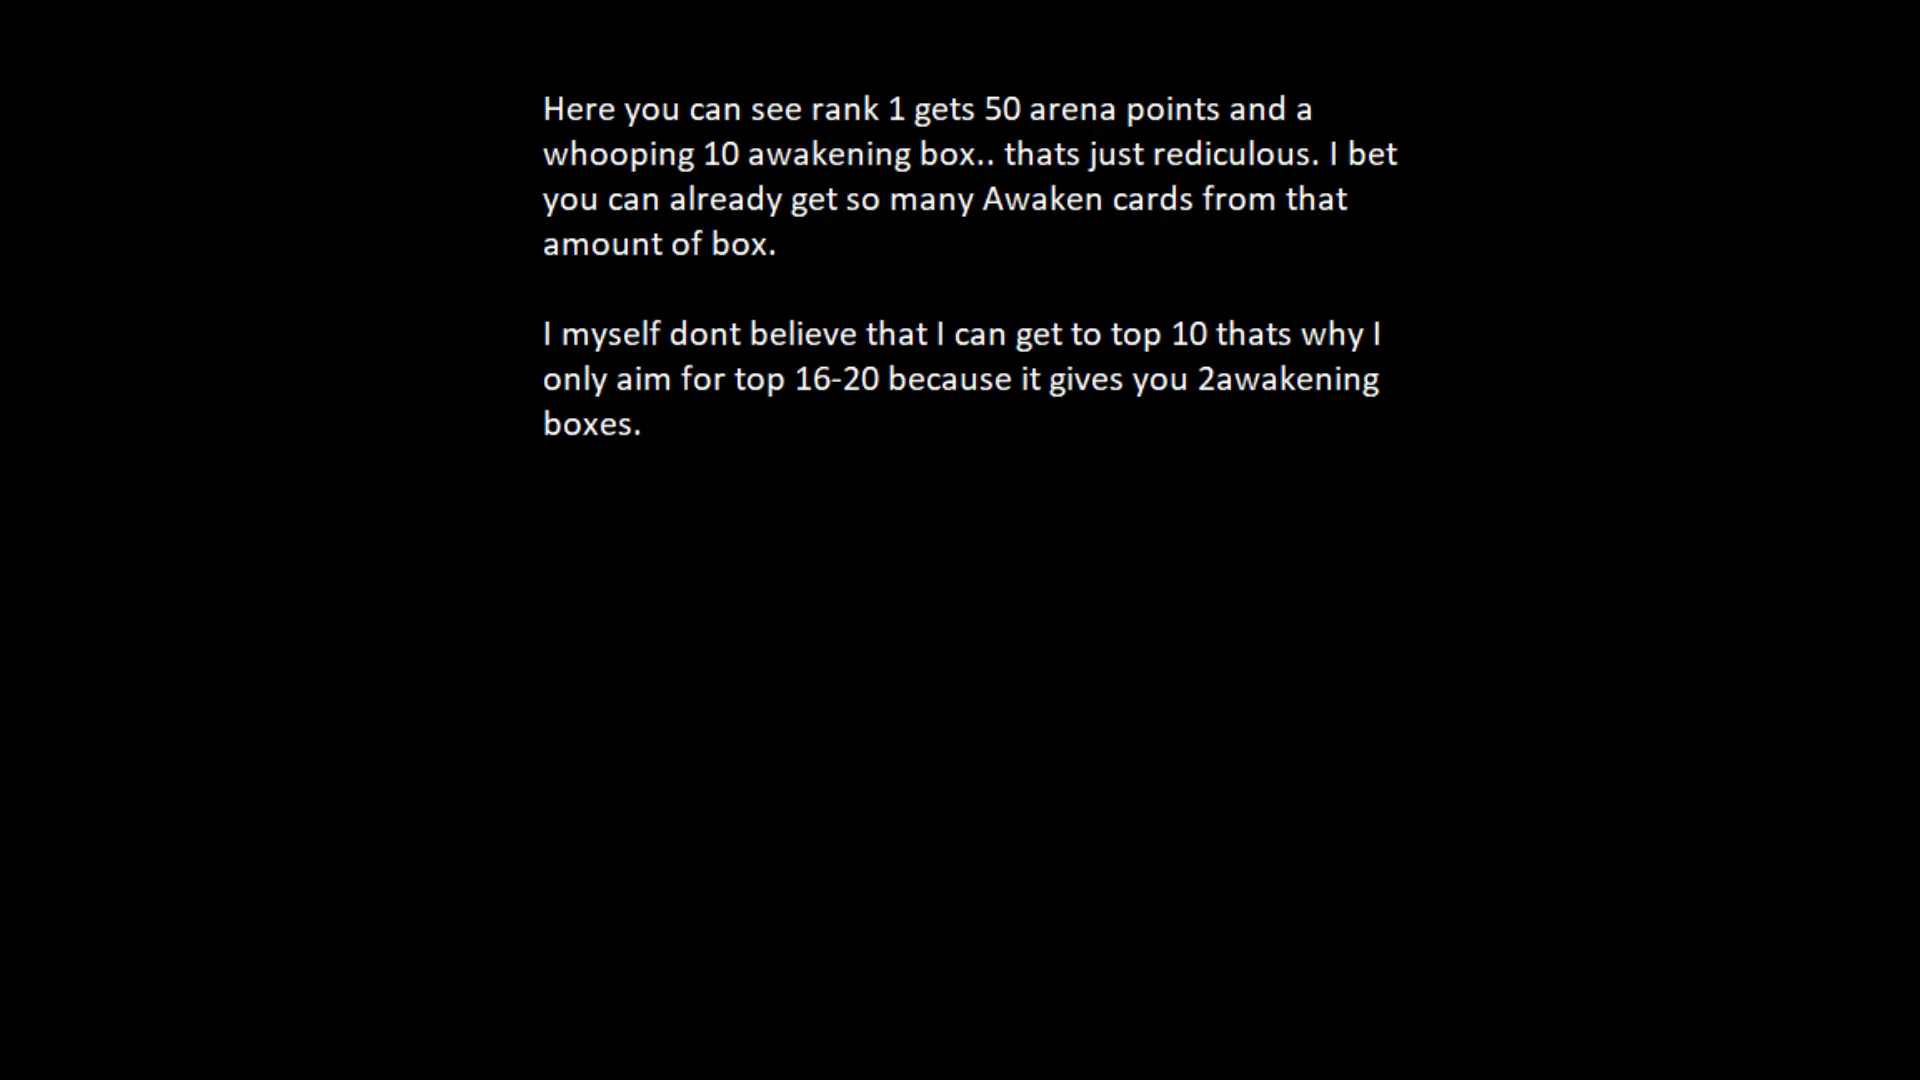 Here you can see rank 1 gets 50 arena points and a
whooping 10 awakening box.. thats just rediculous. I bet
you can already get so many Awaken cards from that
amount of box.
I myself dont believe that I can get to top 10 thats why I
only aim for top 16-20 because it gives you 2awakening
boxes.